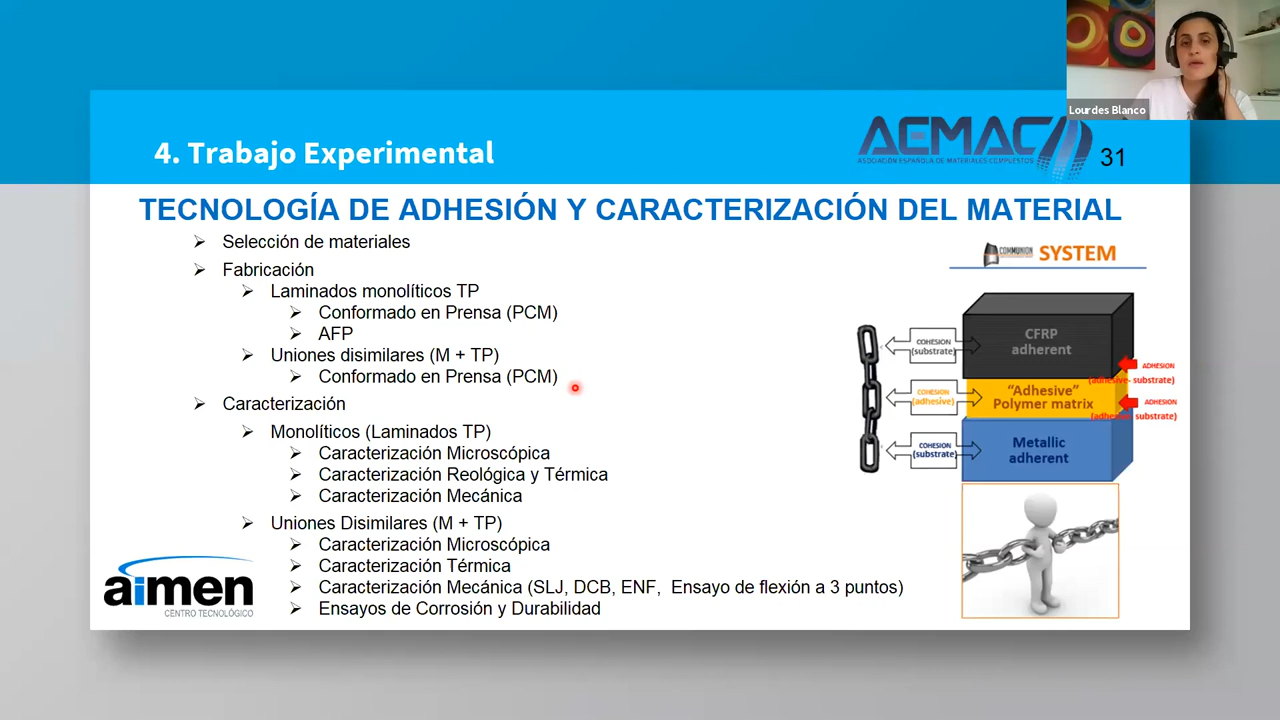 Lourdes Blanco
4. Trabajo Experimental
AEMAC
ASOCIACIÓN ESPAÑOLA DE MATERIALES COMPUESTOS
31
TECNOLOGÍA DE ADHESIÓN Y CARACTERIZACIÓN DEL MATERIAL
Selección de materiales
Fabricación
Laminados monolíticos TP
Conformado en Prensa (PCM)
AFP
Uniones disimilares (M + TP)
Conformado en Prensa (PCM)
Caracterización
Monolíticos (Laminados TP)
Caracterización Microscópica
Caracterización Reológica y Térmica
Caracterización Mecánica
Uniones Disimilares (M + TP)
Caracterización Microscópica
Caracterización Térmica
Caracterización Mecánica (SLJ, DCB, ENF, Ensayo de flexión a 3 puntos)
Ensayos de Corrosión y Durabilidad
COMMUNION SYSTEM
COHESION
(substrate)
CFRP
adherent
ADHESION
(adhesive- substrate)
COHESION
(adhesive)
"Adhesive"
Polymer matrix
ADHESION
substrate)
COHESION
(substrate)
Metallic
adherent
aimen
CENTRO TECNOLÓGICO